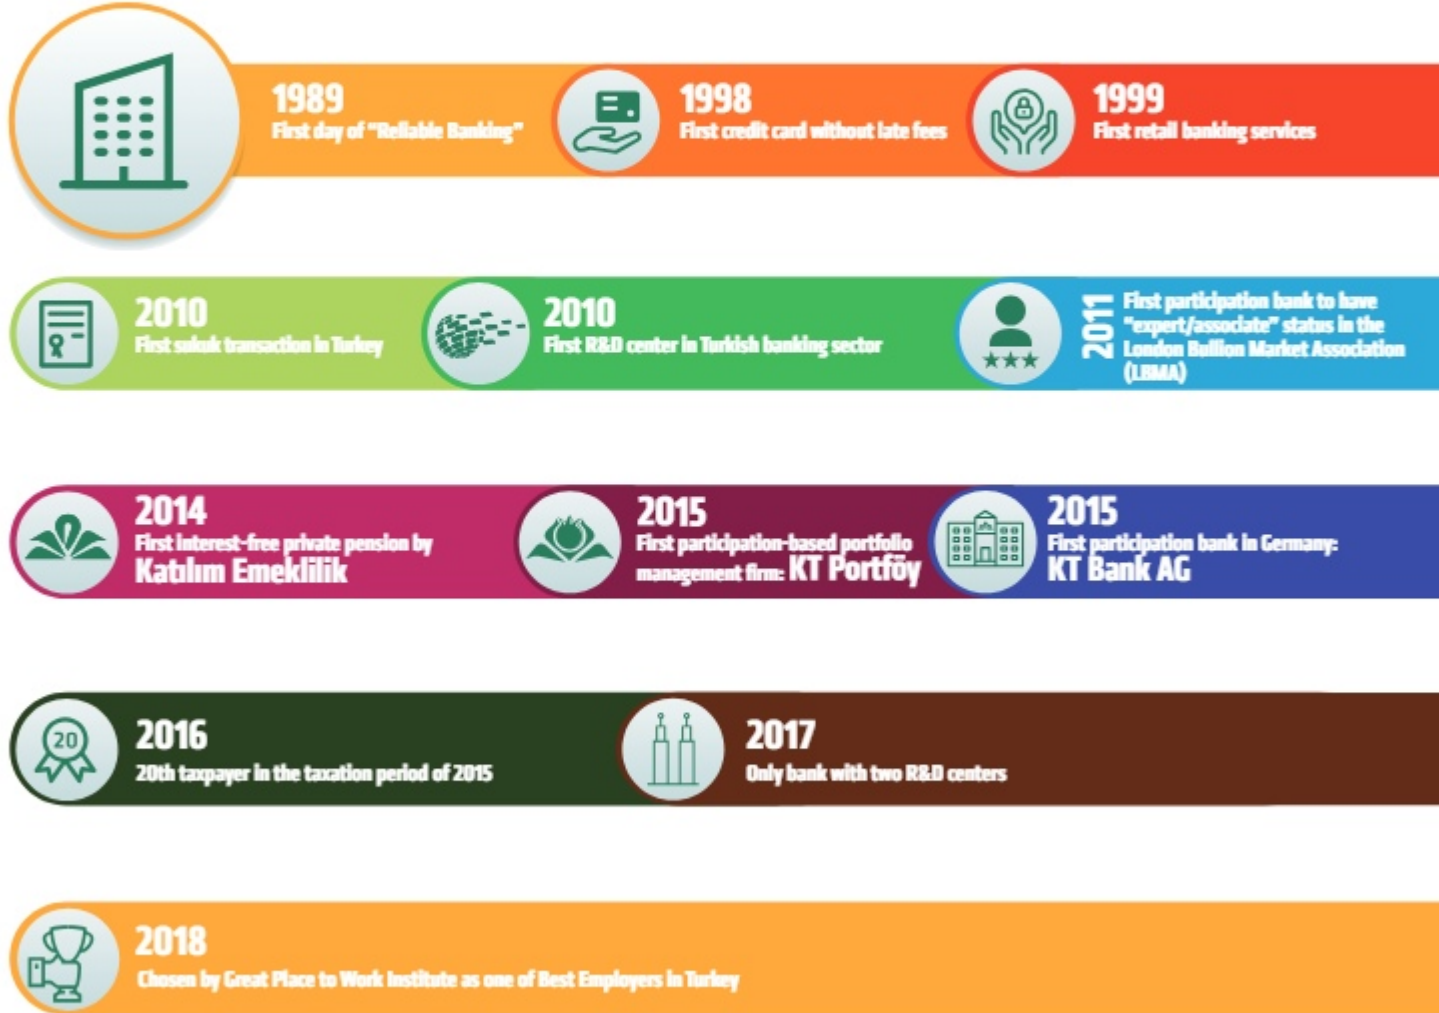 1989
First day of "Reliable Banking"
1998
First credit card without late fees
1999
First retail banking services
2010
First sukuk transaction in Turkey
2010
First R&D center in Turkish banking sector
2011
First participation bank to have
"expert/associate" status in the
London Bullion Market Association
(LBMA)
2014
First interest-free private pension by
Katılım Emeklilik
2015
First participation-based portfolio
management firm: KT Portföy
2015
First participation bank in Germany:
KT Bank AG
20
2016
20th taxpayer in the taxation period of 2015
2017
Only bank with two R&D centers
2018
Chosen by Great Place to Work Institute as one of Best Employers in Turkey